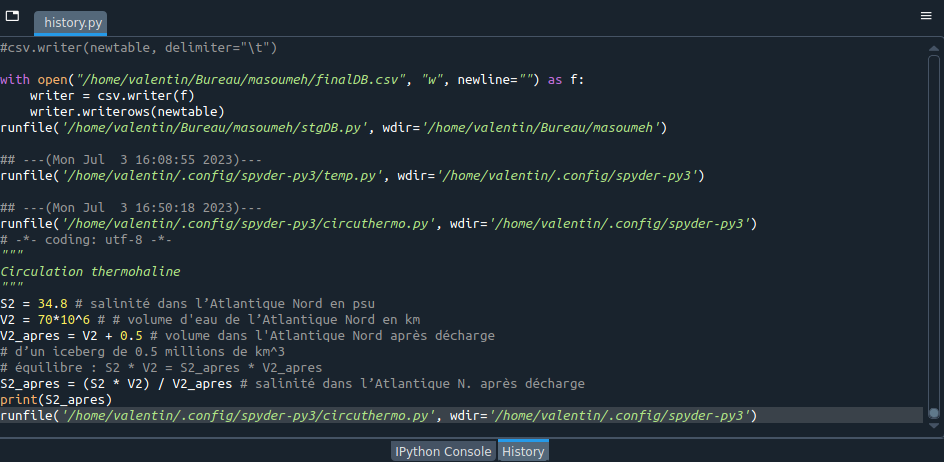 history.py
#csv.writer(newtable, delimiter="\t")
with open("/home/valentin/Bureau/masoumeh/finalDB.csv", "w", newline="") as f:
    writer = csv.writer(f)
    writer.writerows(newtable)
runfile('/home/valentin/Bureau/masoumeh/stgDB.py', wdir='/home/valentin/Bureau/masoumeh')
## ---(Mon Jul  3 16:08:55 2023)---
runfile('/home/valentin/.config/spyder-py3/temp.py', wdir='/home/valentin/.config/spyder-py3')
## ---(Mon Jul  3 16:50:18 2023)---
runfile('/home/valentin/.config/spyder-py3/circuthermo.py', wdir='/home/valentin/.config/spyder-py3')
# -*- coding: utf-8 -*-
"""
Circulation thermohaline
"""
S2 = 34.8 # salinité dans l’Atlantique Nord en psu
V2 = 70*10^6 # # volume d'eau de l’Atlantique Nord en km
V2_apres = V2 + 0.5 # volume dans l’Atlantique Nord après décharge
# d’un iceberg de 0.5 millions de km^3
# équilibre : S2 * V2 = S2_apres * V2_apres
S2_apres = (S2 * V2) / V2_apres # salinité dans l’Atlantique N. après décharge
print(S2_apres)
runfile('/home/valentin/.config/spyder-py3/circuthermo.py', wdir='/home/valentin/.config/spyder-py3')
IPython Console
History